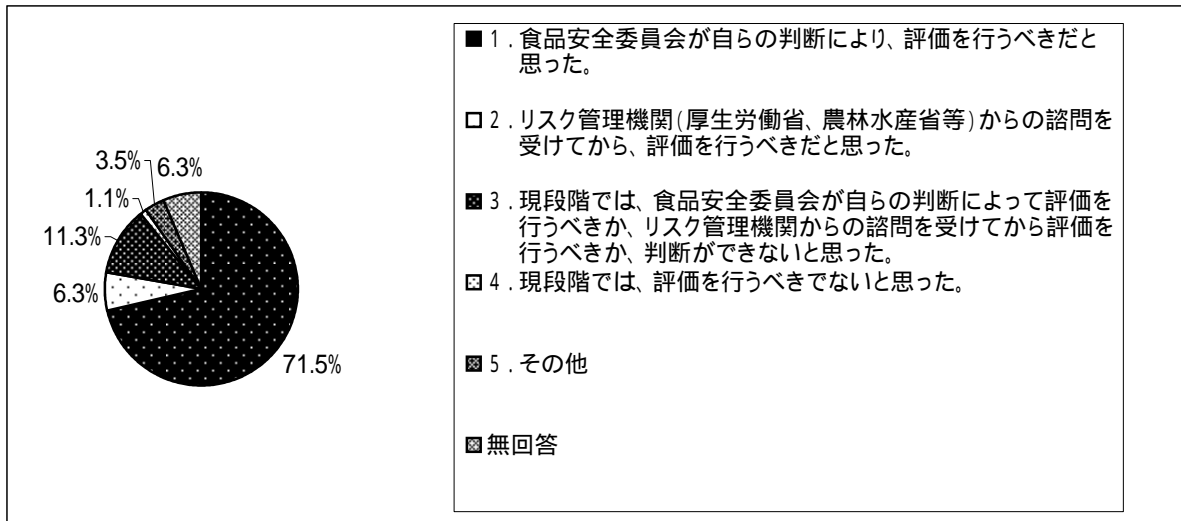 3.5%
6.3%
1.1%
11.3%
6.3%
71.5%
1．食品安全委員会が自らの判断により、評価を行うべきだと
思った。
2．リスク管理機関(厚生労働省、農林水産省等)からの諮問を
受けてから、評価を行うべきだと思った。
3．現段階では、食品安全委員会が自らの判断によって評価を
行うべきか、リスク管理機関からの諮問を受けてから評価を
行うべきか、判断ができないと思った。
4．現段階では、評価を行うべきでないと思った。
5．その他
無回答